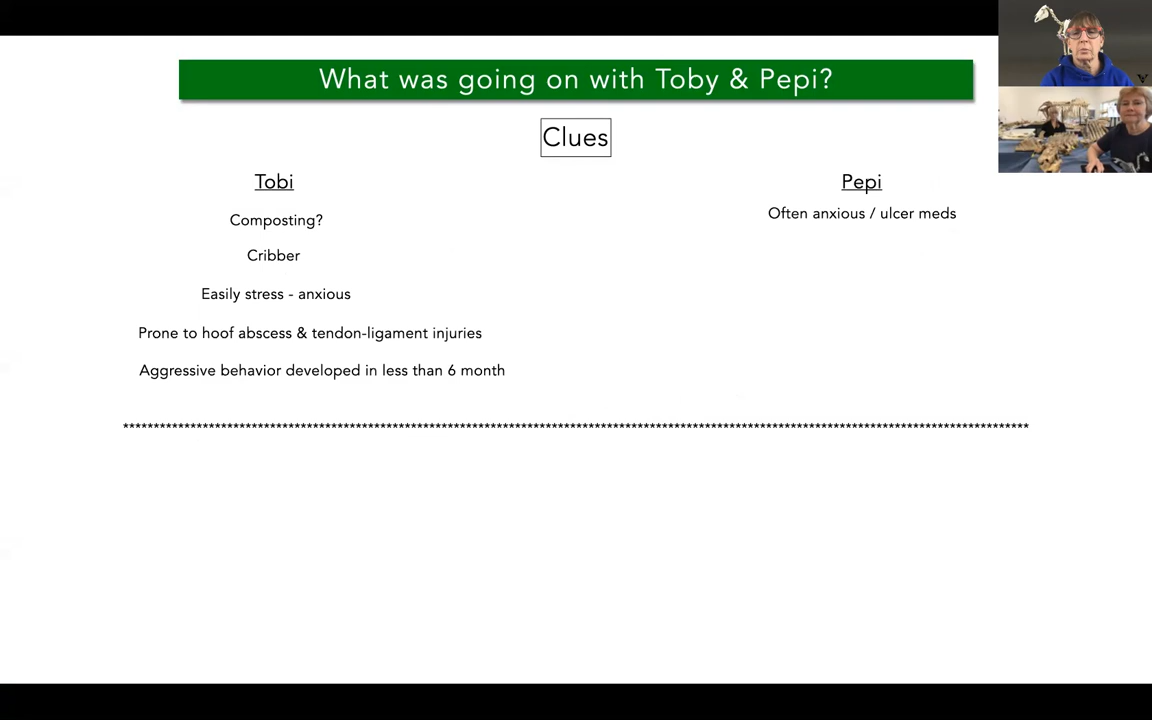 What was going on with Toby & Pepi?
Clues
Tobi
Composting?
Cribber
Easily stress - anxious
Prone to hoof abscess & tendon-ligament injuries
Aggressive behavior developed in less than 6 month
Pepi
Often anxious / ulcer meds
*****************************************************************************************************************************************************